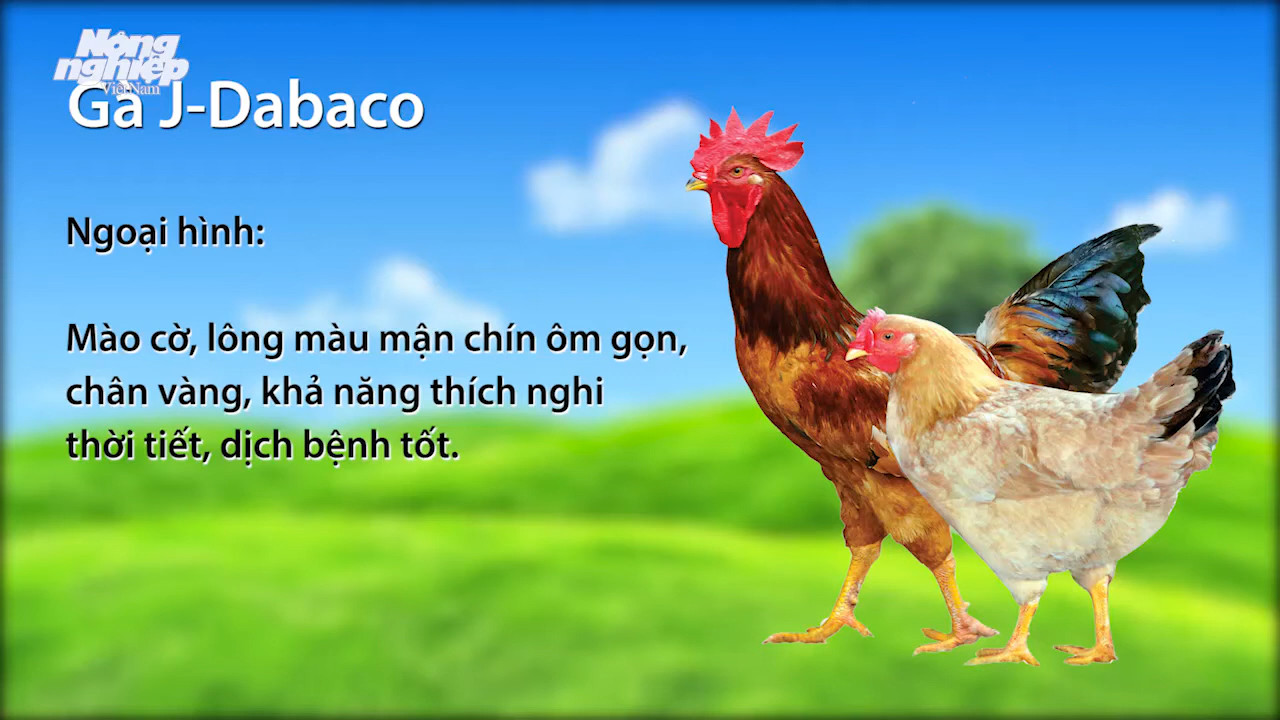 Nông
nghiệp
Việt Nam
Gà J-Dabaco
Ngoại hình:
Mào cờ, lông màu mận chín ôm gọn,
chân vàng, khả năng thích nghi
thời tiết, dịch bệnh tốt.